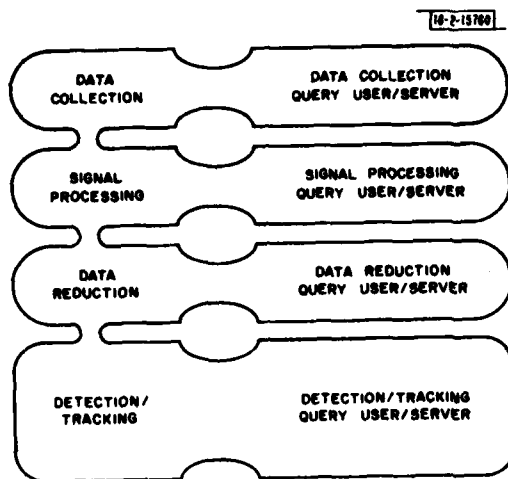 18-2-15760
DATA
COLLECTION
DATA COLLECTION
QUERY USER/SERVER
SIGNAL
PROCESSING
SIGNAL PROCESSING
QUERY USER/SERVER
DATA
REDUCTION
DATA REDUCTION
QUERY USER/SERVER
DETECTION/
TRACKING
DETECTION/TRACKING
QUERY USER/SERVER